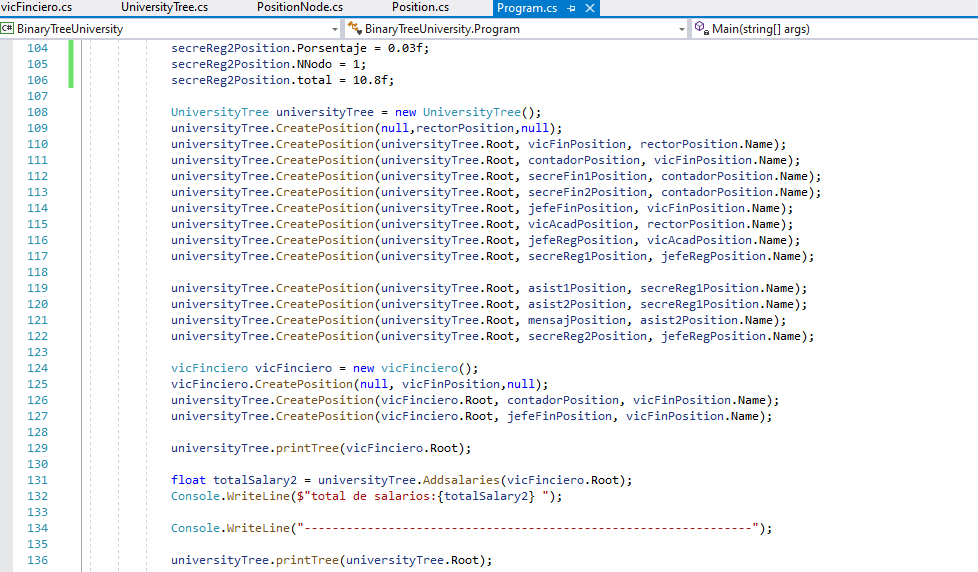 vicFinciero.cs UniversityTree.cs PositionNode.cs Position.cs Program.cs
C# BinaryTreeUniversity BinaryTreeUniversity.Program Main(string[] args)
104 secreReg2Position.Porsentaje = 0.03f;
105 secreReg2Position.NNodo = 1;
106 secreReg2Position.total = 10.8f;
107
108 UniversityTree universityTree = new UniversityTree();
109 universityTree.CreatePosition(null,rectorPosition,null);
110 universityTree.CreatePosition(universityTree.Root, vicFinPosition, rectorPosition.Name);
111 universityTree.CreatePosition(universityTree.Root, contadorPosition, vicFinPosition.Name);
112 universityTree.CreatePosition(universityTree.Root, secreFin1Position, contadorPosition.Name);
113 universityTree.CreatePosition(universityTree.Root, secreFin2Position, contadorPosition.Name);
114 universityTree.CreatePosition(universityTree.Root, jefeFinPosition, vicFinPosition.Name);
115 universityTree.CreatePosition(universityTree.Root, vicAcadPosition, rectorPosition.Name);
116 universityTree.CreatePosition(universityTree.Root, jefeRegPosition, vicAcadPosition.Name);
117 universityTree.CreatePosition(universityTree.Root, secreReg1Position, jefeRegPosition.Name);
118
119 universityTree.CreatePosition(universityTree.Root, asist1Position, secreReg1Position.Name);
120 universityTree.CreatePosition(universityTree.Root, asist2Position, secreReg1Position.Name);
121 universityTree.CreatePosition(universityTree.Root, mensajPosition, asist2Position.Name);
122 universityTree.CreatePosition(universityTree.Root, secreReg2Position, jefeRegPosition.Name);
123
124 vicFinciero vicFinciero = new vicFinciero();
125 vicFinciero.CreatePosition(null, vicFinPosition,null);
126 universityTree.CreatePosition(vicFinciero.Root, contadorPosition, vicFinPosition.Name);
127 universityTree.CreatePosition(vicFinciero.Root, jefeFinPosition, vicFinPosition.Name);
128
129 universityTree.printTree(vicFinciero.Root);
130
131 float totalSalary2 = universityTree.Addsalaries(vicFinciero.Root);
132 Console.WriteLine($"total de salarios:{totalSalary2} ");
133
134 Console.WriteLine("----------------------------------------------------------------");
135
136 universityTree.printTree(universityTree.Root);